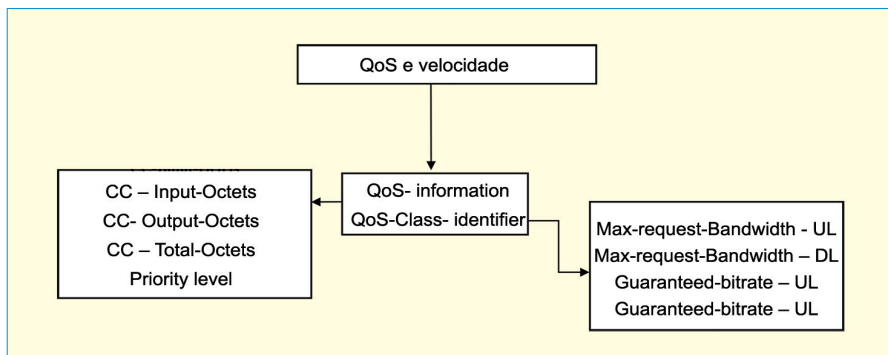 QoS e velocidade
CC – Input-Octets
CC- Output-Octets
CC – Total-Octets
Priority level
QoS- information
QoS-Class- identifier
Max-request-Bandwidth - UL
Max-request-Bandwidth – DL
Guaranteed-bitrate – UL
Guaranteed-bitrate – UL